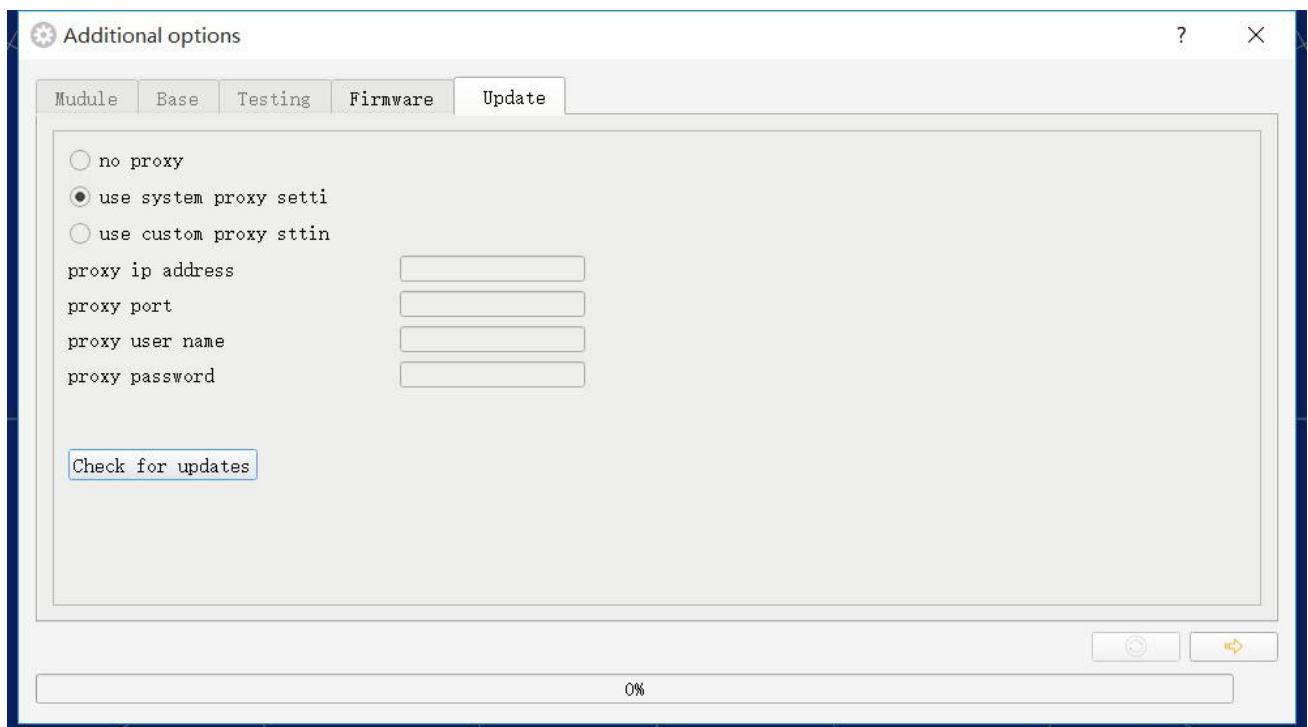 Additional options ?
Mudule Base Testing Firmware Update
no proxy
use system proxy setti
use custom proxy sttin
proxy ip address
proxy port
proxy user name
proxy password
Check for updates
0%